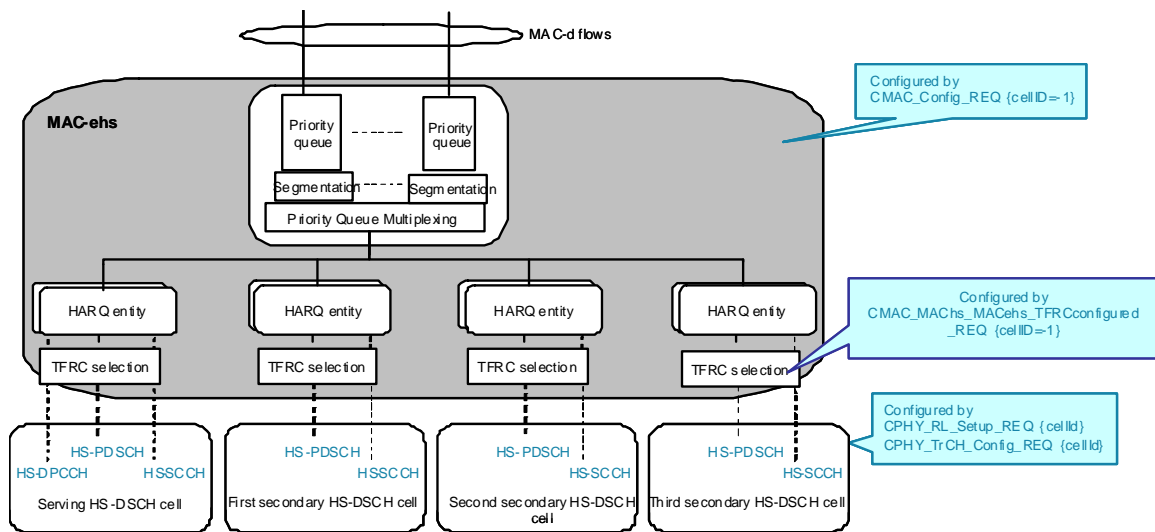 MAC-d flows
Configured by
CMAC_Config_REQ {cellID=-1}
MAC-ehs
Priority
queue
Priority
queue
Segmentation
Segmentation
Priority Queue Multiplexing
HARQ entity
HARQ entity
HARQ entity
HARQ entity
Configured by
CMAC_MAChs_MACehs_TFRCconfigured
_REQ {cellID=-1}
TFRC selection
TFRC selection
TFRC selection
TFRC selection
Configured by
CPHY_RL_Setup_REQ {cellId}
CPHY_TrCH_Config_REQ {cellId}
HS-PDSCH
HS-DPCCH
HSSCCH
Serving HS-DSCH cell
HS-PDSCH
HSSCCH
First secondary HS-DSCH cell
HS-PDSCH
HS-SCCH
Second secondary HS-DSCH
cell
HS-PDSCH
HS-SCCH
Third secondary HS-DSCH cell